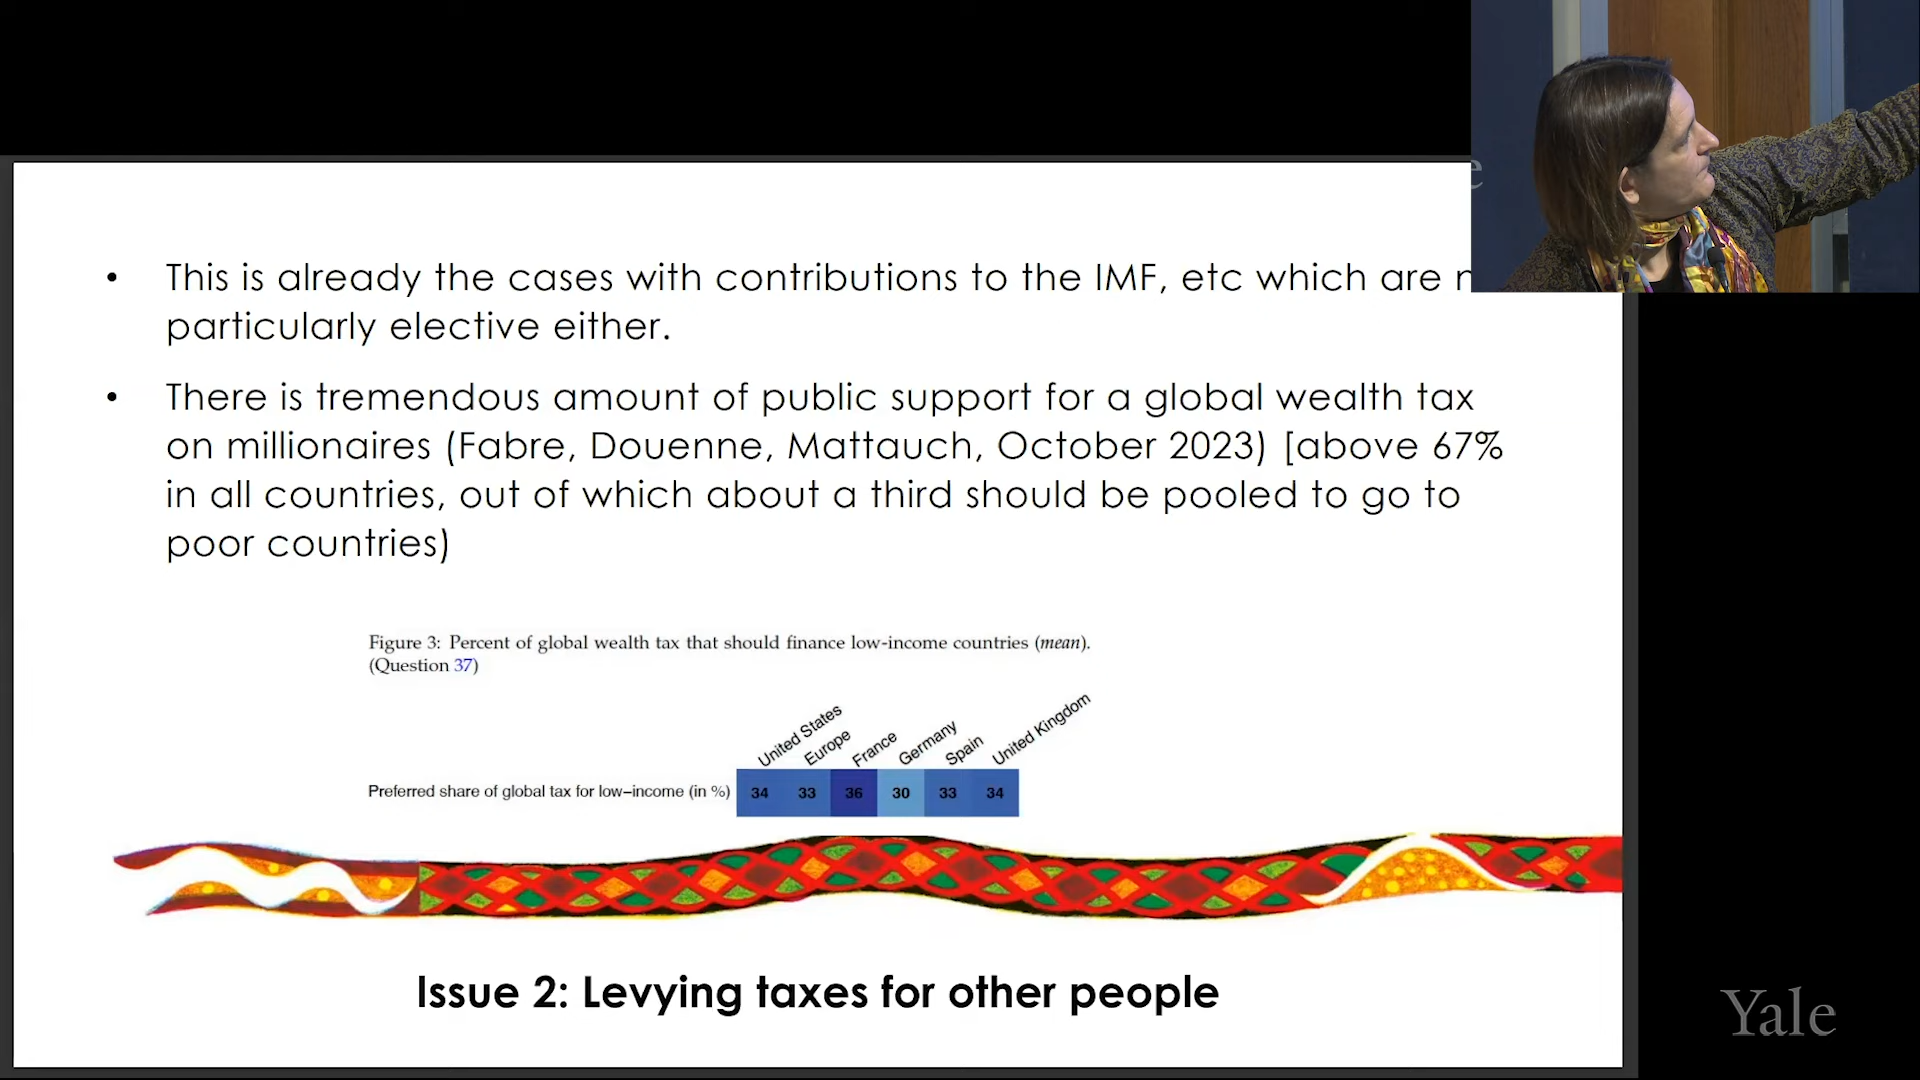 • This is already the cases with contributions to the IMF, etc which are
particularly elective either.
• There is tremendous amount of public support for a global wealth tax
on millionaires (Fabre, Douenne, Mattauch, October 2023) [above 67%
in all countries, out of which about a third should be pooled to go to
poor countries)
Figure 3: Percent of global wealth tax that should finance low-income countries (mean).
(Question 37)
United States Europe France Germany Spain United Kingdom
Preferred share of global tax for low–income (in %) 34 33 36 30 33 34
Issue 2: Levying taxes for other people
Yale